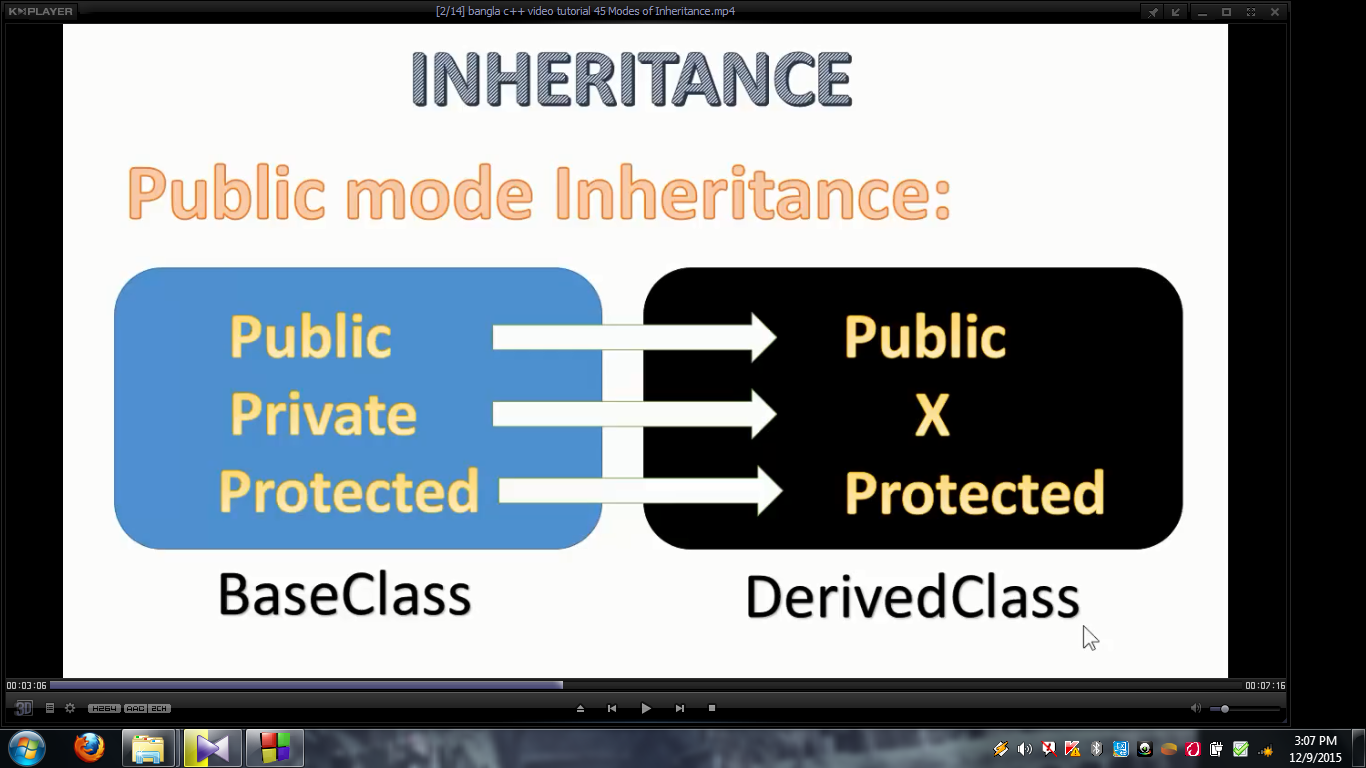 K▶MPLAYER
[2/14] bangla c++ video tutorial 45 Modes of Inheritance.mp4
INHERITANCE
Public mode Inheritance:
Public Public
Private X
Protected Protected
BaseClass DerivedClass
00:03:06 00:07:16
3D H264 AAC 2CH
3:07 PM
12/9/2015